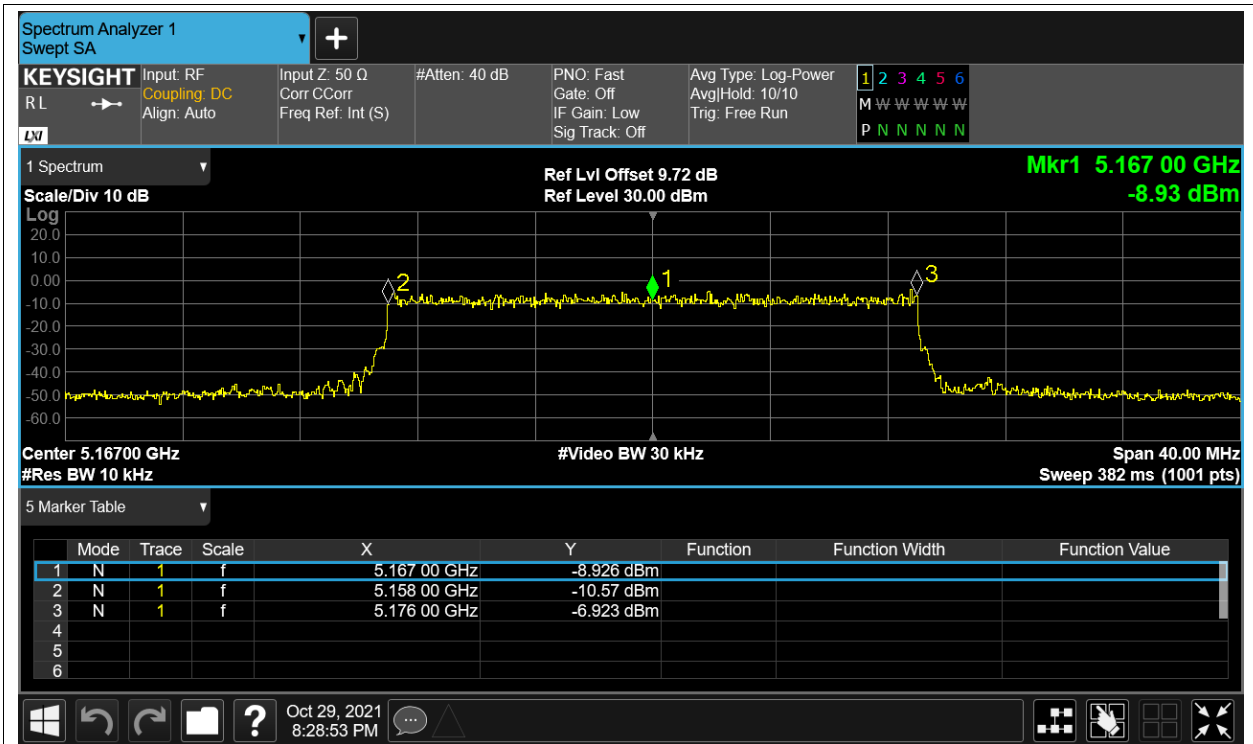 Spectrum Analyzer 1
Swept SA
KEYSIGHT Input: RF Input Z: 50 Ω #Atten: 40 dB PNO: Fast Avg Type: Log-Power 1 2 3 4 5 6
R L Coupling: DC Corr CCorr Gate: Off Avg|Hold: 10/10 M W W W W W
Align: Auto Freq Ref: Int (S) IF Gain: Low Trig: Free Run
LXI Sig Track: Off P N N N N N
1 Spectrum Ref Lvl Offset 9.72 dB Mkr1 5.167 00 GHz
Scale/Div 10 dB Ref Level 30.00 dBm -8.93 dBm
Log
20.0
10.0
0.00 2 1 3
-10.0
-20.0
-30.0
-40.0
-50.0
-60.0
Center 5.16700 GHz #Video BW 30 kHz Span 40.00 MHz
#Res BW 10 kHz Sweep 382 ms (1001 pts)
5 Marker Table
Mode Trace Scale X Y Function Function Width Function Value
1 N 1 f 5.167 00 GHz -8.926 dBm
2 N 1 f 5.158 00 GHz -10.57 dBm
3 N 1 f 5.176 00 GHz -6.923 dBm
4
5
6
? Oct 29, 2021
8:28:53 PM